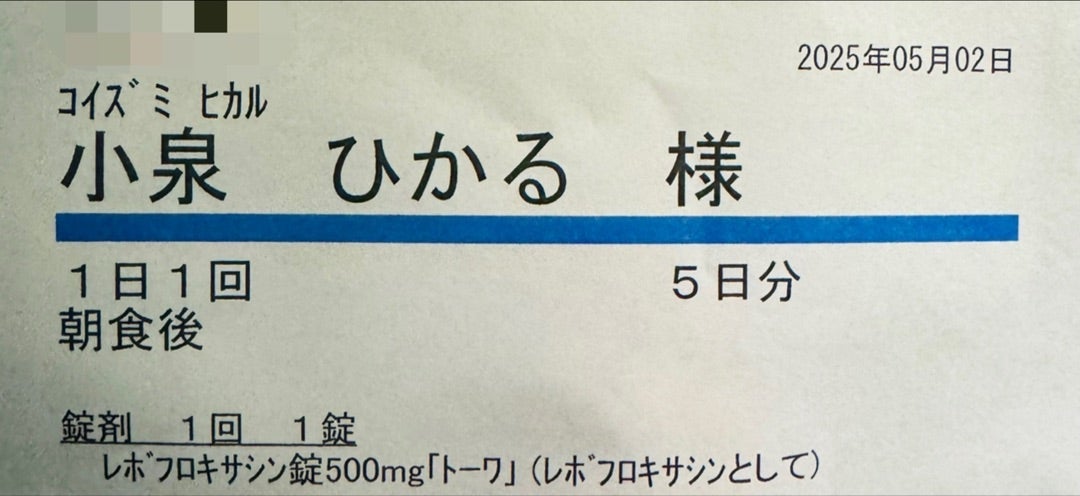 2025年05月02日
コイズミ ヒカル
小泉 ひかる 様
1日1回 5日分
朝食後
錠剤 1回 1錠
レボフロキサシン錠500mg「トーワ」(レボフロキサシンとして)